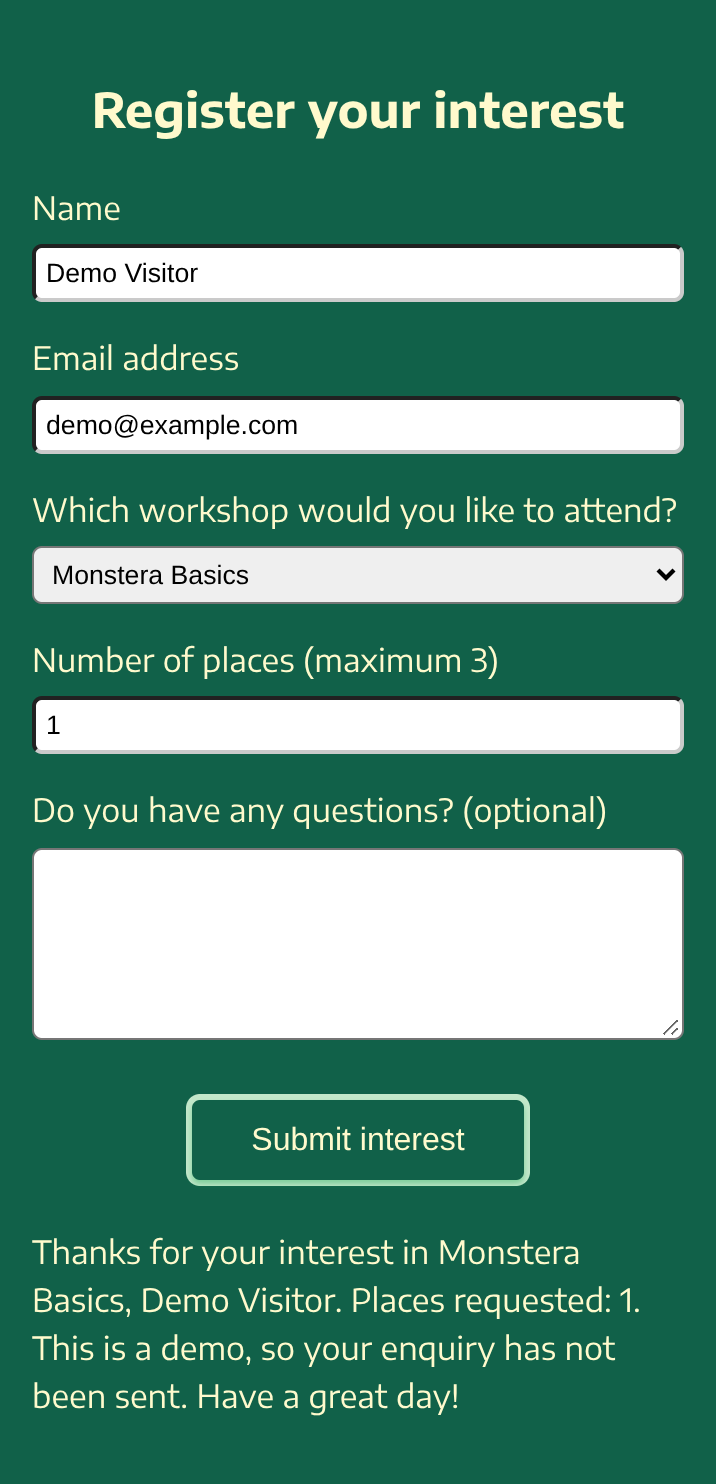 Register your interest
Name
Demo Visitor
Email address
demo@example.com
Which workshop would you like to attend?
Monstera Basics
Number of places (maximum 3)
1
Do you have any questions? (optional)
Submit interest
Thanks for your interest in Monstera
Basics, Demo Visitor. Places requested: 1.
This is a demo, so your enquiry has not
been sent. Have a great day!